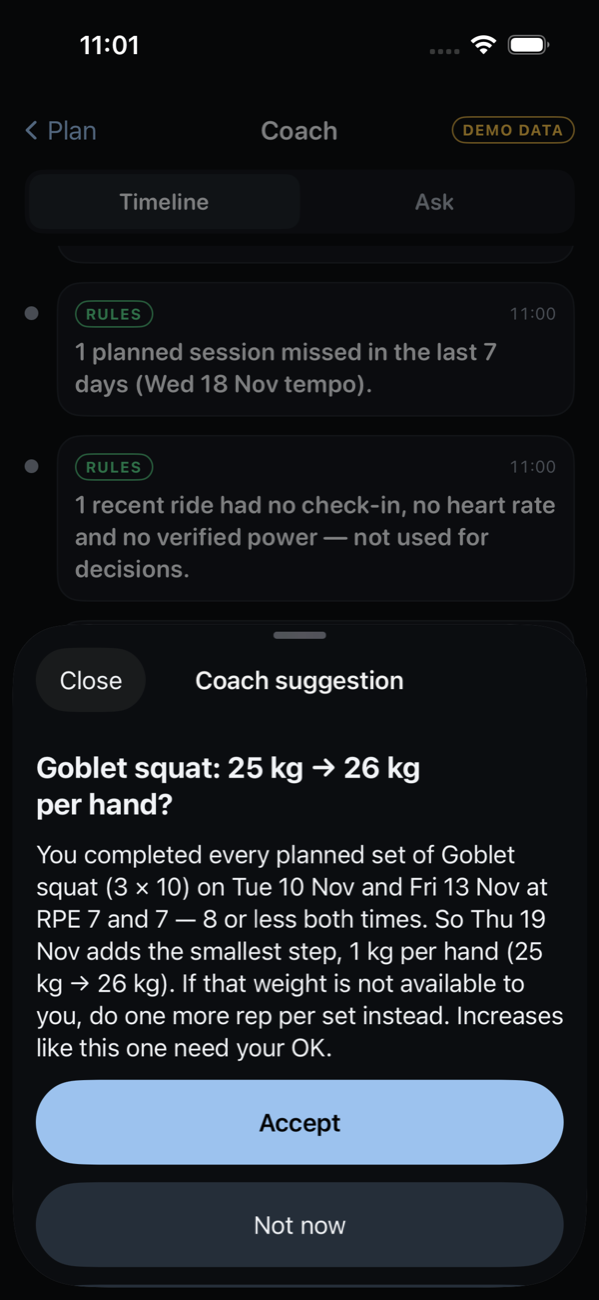 11:01
Plan
Coach
DEMO DATA
Timeline
Ask
RULES
11:00
1 planned session missed in the last 7
days (Wed 18 Nov tempo).
RULES
11:00
1 recent ride had no check-in, no heart rate
and no verified power — not used for
decisions.
Close
Coach suggestion
Goblet squat: 25 kg → 26 kg
per hand?
You completed every planned set of Goblet
squat (3 × 10) on Tue 10 Nov and Fri 13 Nov at
RPE 7 and 7 — 8 or less both times. So Thu 19
Nov adds the smallest step, 1 kg per hand (25
kg → 26 kg). If that weight is not available to
you, do one more rep per set instead. Increases
like this one need your OK.
Accept
Not now